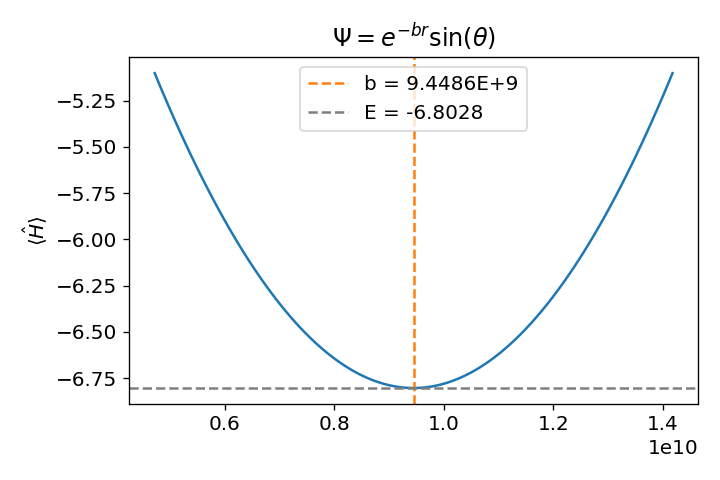 Ψ = e^{-br}sin(θ)
b = 9.4486E+9
E = -6.8028
⟨Ĥ⟩
−5.25
−5.50
−5.75
−6.00
−6.25
−6.50
−6.75
0.6 0.8 1.0 1.2 1.4
1e10